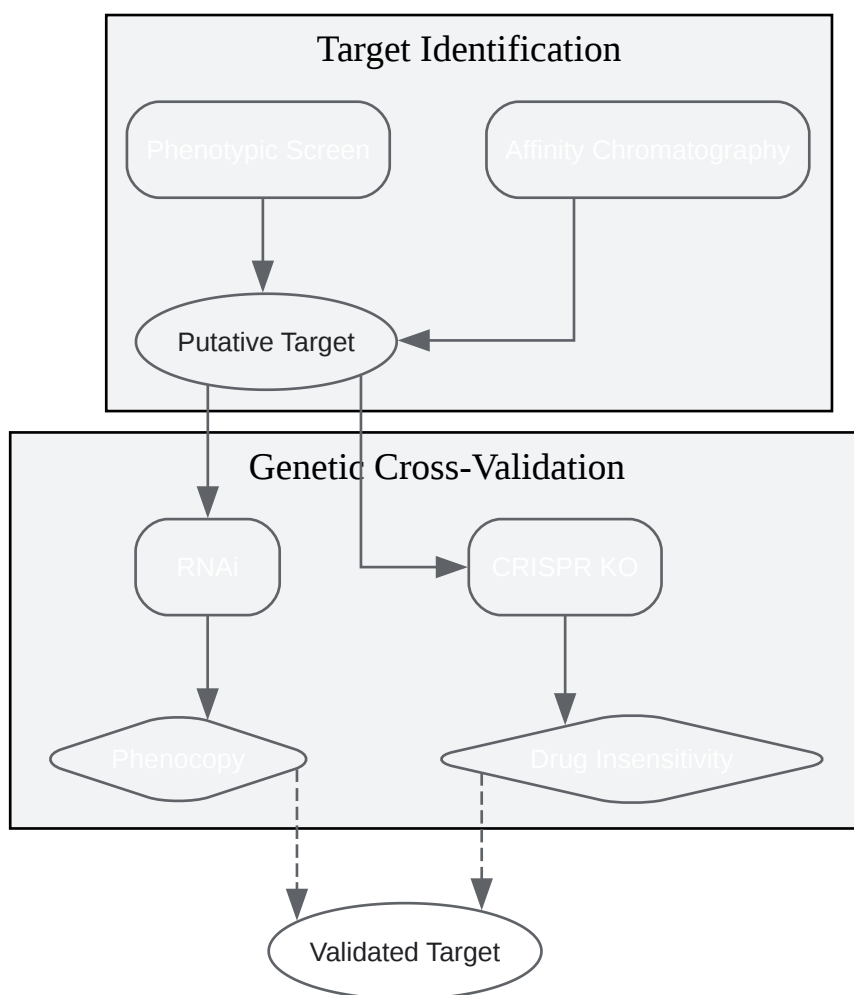 Target Identification
Phenotypic Screen
Affinity Chromatography
Putative Target
Genetic Cross-Validation
RNAi
CRISPR KO
Phenocopy
Drug Insensitivity
Validated Target